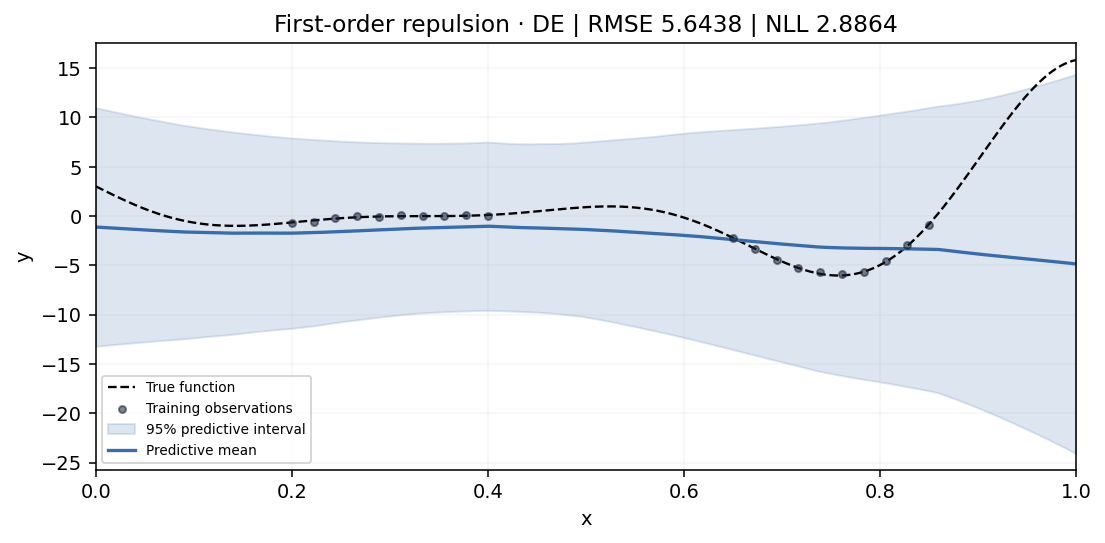 First-order repulsion · DE | RMSE 5.6438 | NLL 2.8864
15
10
5
0
−5
−10
−15
−20
−25
y
True function
Training observations
95% predictive interval
Predictive mean
0.0 0.2 0.4 0.6 0.8 1.0
x